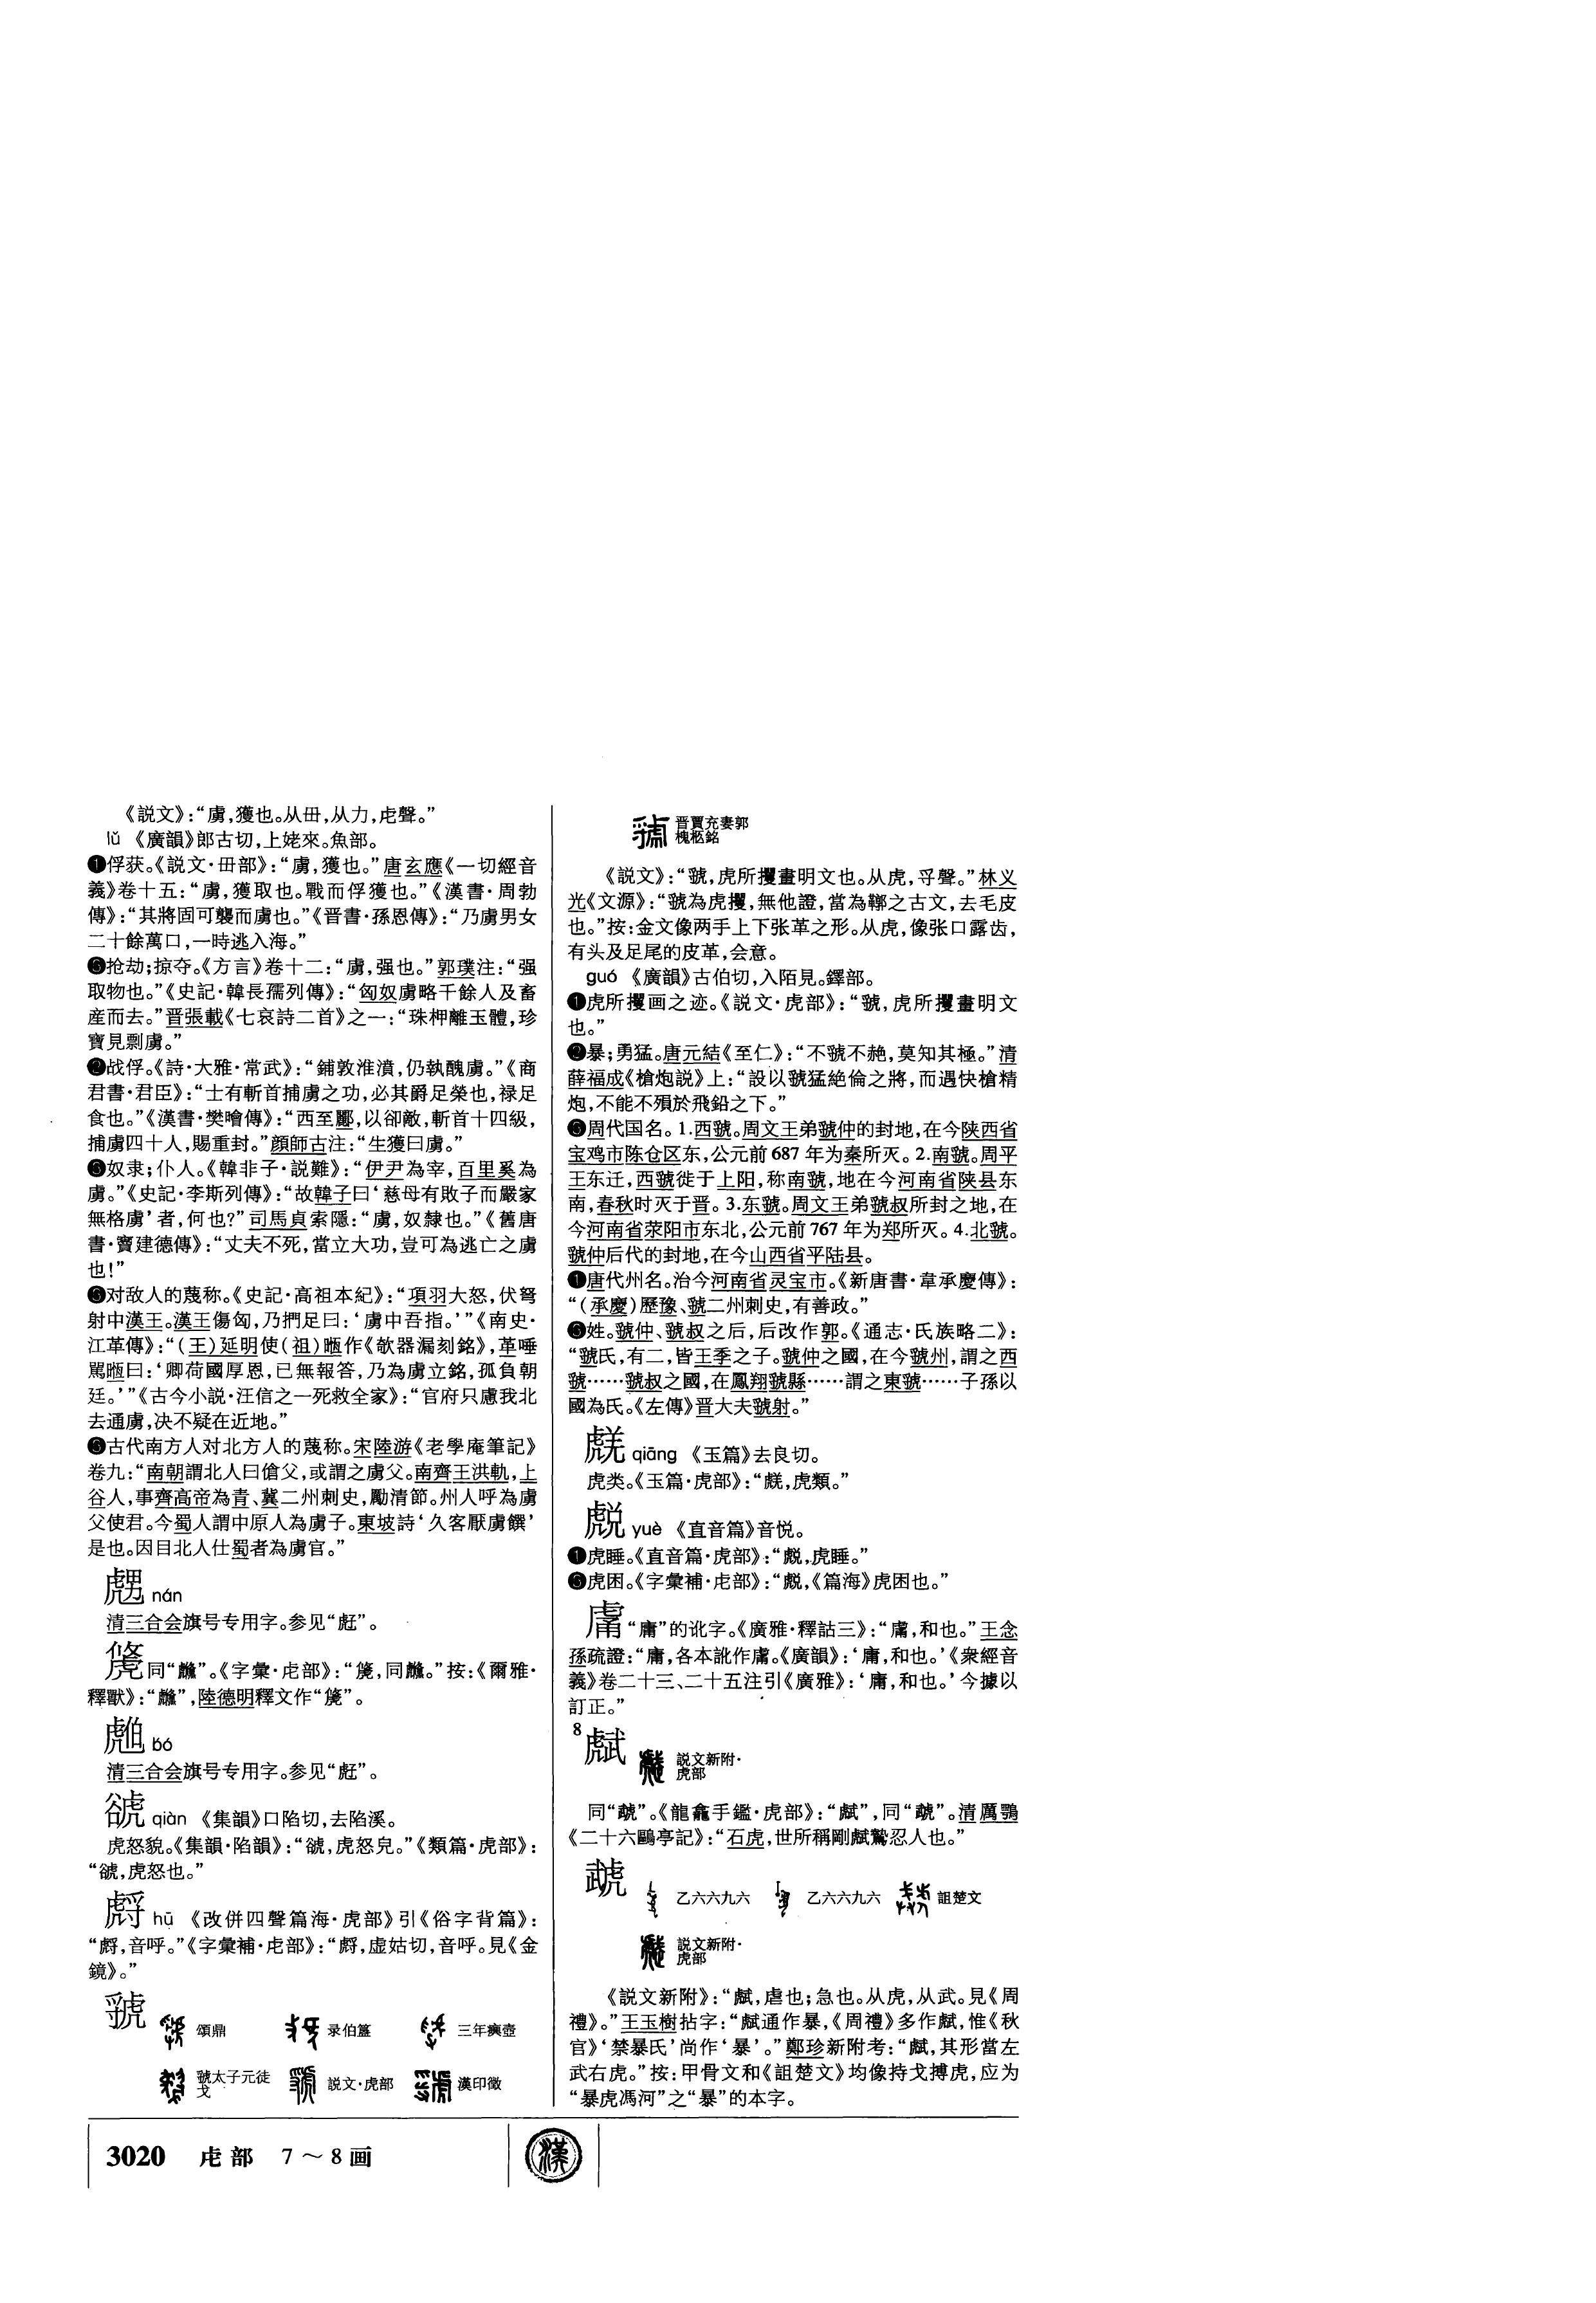 《説文》：“虜，獲也。从毌，从力，虍聲。”
lǔ 《廣韻》郎古切，上姥來。魚部。
❶俘获。《説文·毌部》：“虜，獲也。”唐玄應《一切經音
義》卷十五：“虜，獲取也。戰而俘獲也。”《漢書·周勃
傳》：“其將固可襲而虜也。”《晋書·孫恩傳》：“乃虜男女
二十餘萬口，一時逃入海。”
抢劫；掠夺。《方言》卷十二：“虜，强也。”郭璞注：“强
取物也。”《史記·韓長孺列傳》：“匈奴虜略千餘人及畜
産而去。”晋張載《七哀詩二首》之一：“珠柙離玉體，珍
寶見剽虜。”
❷战俘。《詩·大雅·常武》：“鋪敦淮濆，仍執醜虜。”《商
君書·君臣》：“士有斬首捕虜之功，必其爵足榮也，禄足
食也。”《漢書·樊噲傳》：“西至酈，以卻敵，斬首十四級，
捕虜四十人，賜重封。”顔師古注：“生獲曰虜。”
奴隶；仆人。《韓非子·説難》：“伊尹為宰，百里奚為
虜。”《史記·李斯列傳》：“故韓子曰‘慈母有敗子而嚴家
無格虜’者，何也？”司馬貞索隱：“虜，奴隸也。”《舊唐
書·竇建德傳》：“丈夫不死，當立大功，豈可為逃亡之虜
也！”
对敌人的蔑称。《史記·高祖本紀》：“項羽大怒，伏弩
射中漢王。漢王傷匈，乃捫足曰：‘虜中吾指。’”《南史·
江革傳》：“（王）延明使（祖）暅作《欹器漏刻銘》，革唾
駡暅曰：‘卿荷國厚恩，已無報答，乃為虜立銘，孤負朝
廷。’”《古今小説·汪信之一死救全家》：“官府只慮我北
去通虜，决不疑在近地。”
古代南方人对北方人的蔑称。宋陸游《老學庵筆記》
卷九：“南朝謂北人曰傖父，或謂之虜父。南齊王洪軌，上
谷人，事齊高帝為青、冀二州刺史，勵清節。州人呼為虜
父使君。今蜀人謂中原人為虜子。東坡詩‘久客厭虜饌’
是也。因目北人仕蜀者為虜官。”
nán
清三合会旗号专用字。参见“”。
同“虪”。《字彙·虍部》：“，同虪。”按：《爾雅·
釋獸》：“虪”，陸德明釋文作“”。
bó
清三合会旗号专用字。参见“”。
qiàn 《集韻》口陷切，去陷溪。
虎怒貌。《集韻·陷韻》：“，虎怒皃。”《類篇·虎部》：
“，虎怒也。”
hū 《改併四聲篇海·虎部》引《俗字背篇》：
“，音呼。”《字彙補·虍部》：“，虚姑切，音呼。見《金
鏡》。”
虢 頌鼎 录伯簋 三年㾓壺
虢太子元徒
戈 説文·虎部 漢印徵
晋賈充妻郭
槐柩銘
《説文》：“虢，虎所攫畫明文也。从虎，寽聲。”林义
光《文源》：“虢為虎攫，無他證，當為鞹之古文，去毛皮
也。”按：金文像两手上下张革之形。从虎，像张口露齿，
有头及足尾的皮革，会意。
guó 《廣韻》古伯切，入陌見。鐸部。
❶虎所攫画之迹。《説文·虎部》：“虢，虎所攫畫明文
也。”
❷暴；勇猛。唐元結《至仁》：“不虢不赩，莫知其極。”清
薛福成《槍炮説》上：“設以虢猛絶倫之將，而遇快槍精
炮，不能不殞於飛鉛之下。”
周代国名。1.西虢。周文王弟虢仲的封地，在今陕西省
宝鸡市陈仓区东，公元前687年为秦所灭。2.南虢。周平
王东迁，西虢徙于上阳，称南虢，地在今河南省陕县东
南，春秋时灭于晋。3.东虢。周文王弟虢叔所封之地，在
今河南省荥阳市东北，公元前767年为郑所灭。4.北虢。
虢仲后代的封地，在今山西省平陆县。
唐代州名。治今河南省灵宝市。《新唐書·韋承慶傳》：
“（承慶）歷豫、虢二州刺史，有善政。”
姓。虢仲、虢叔之后，后改作郭。《通志·氏族略二》：
“虢氏，有二，皆王季之子。虢仲之國，在今虢州，謂之西
虢……虢叔之國，在鳳翔虢縣……謂之東虢……子孫以
國為氏。《左傳》晋大夫虢射。”
qiāng 《玉篇》去良切。
虎类。《玉篇·虎部》：“，虎類。”
yuè 《直音篇》音悦。
❶虎睡。《直音篇·虎部》：“，虎睡。”
虎困。《字彙補·虍部》：“，《篇海》虎困也。”
“庸”的讹字。《廣雅·釋詁三》：“，和也。”王念
孫疏證：“庸，各本訛作。《廣韻》：‘庸，和也。’《衆經音
義》卷二十三、二十五注引《廣雅》：‘庸，和也。’今據以
訂正。”
8
虣 説文新附·
虎部
同“”。《龍龕手鑑·虎部》：“虣”，同“”。清厲鶚
《二十六鷗亭記》：“石虎，世所稱剛虣鷙忍人也。”
乙六六九六 乙六六九六 詛楚文
説文新附·
虎部
《説文新附》：“虣，虐也；急也。从虎，从武。見《周
禮》。”王玉樹拈字：“虣通作暴，《周禮》多作虣，惟《秋
官》‘禁暴氏’尚作‘暴’。”鄭珍新附考：“虣，其形當左
武右虎。”按：甲骨文和《詛楚文》均像持戈搏虎，应为
“暴虎馮河”之“暴”的本字。
3020 虍部 7～8画
漢